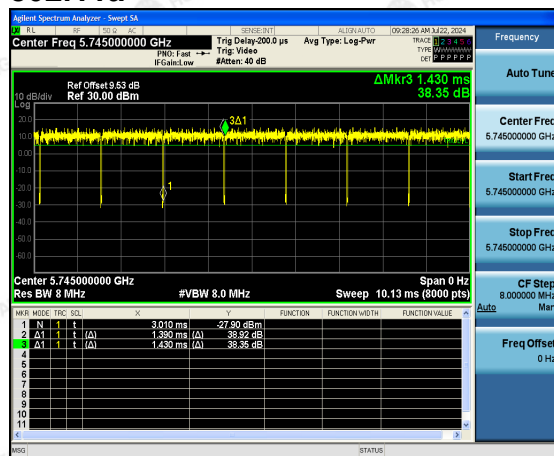 Agilent Spectrum Analyzer - Swept SA
RL RF 50 Ω AC SENSE:INT ALIGN AUTO 09:28:26 AM Jul 22, 2024
Center Freq 5.745000000 GHz Trig Delay-200.0 µs Avg Type: Log-Pwr TRACE 1 2 3 4 5 6
PNO: Fast Trig: Video TYPE WWWWWW
IFGain:Low #Atten: 40 dB DET P P P P P P
Frequency
Auto Tune
ΔMkr3 1.430 ms
Ref Offset 9.53 dB
10 dB/div Ref 30.00 dBm 38.35 dB
Log
20.0
10.0
0.00
-10.0
-20.0
-30.0
-40.0
-50.0
-60.0
3Δ1
1
Center Freq
5.745000000 GHz
Start Freq
5.745000000 GHz
Stop Freq
5.745000000 GHz
Center 5.745000000 GHz Span 0 Hz
Res BW 8 MHz #VBW 8.0 MHz Sweep 10.13 ms (8000 pts)
CF Step
8.000000 MHz
Auto Man
MKR MODE TRC SCL X Y FUNCTION FUNCTION WIDTH FUNCTION VALUE
1 N 1 t 3.010 ms -27.90 dBm
2 Δ1 1 t (Δ) 1.390 ms (Δ) 38.92 dB
3 Δ1 1 t (Δ) 1.430 ms (Δ) 38.35 dB
4
5
6
7
8
9
10
11
Freq Offset
0 Hz
MSG STATUS